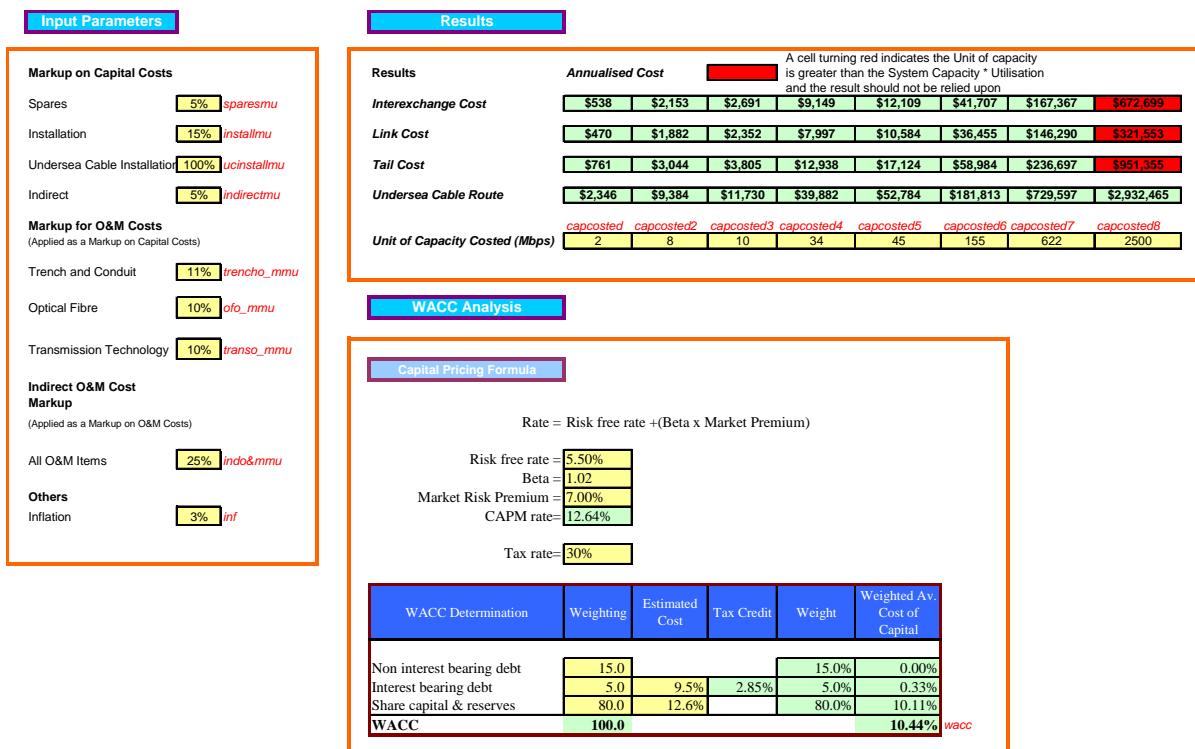 Input Parameters
Markup on Capital Costs
Spares 5% sparesmu
Installation 15% installmu
Undersea Cable Installation 100% ucinstallmu
Indirect 5% indirectmu
Markup for O&M Costs
(Applied as a Markup on Capital Costs)
Trench and Conduit 11% trencho_mmu
Optical Fibre 10% ofo_mmu
Transmission Technology 10% transo_mmu
Indirect O&M Cost
Markup
(Applied as a Markup on O&M Costs)
All O&M Items 25% indo&mmu
Others
Inflation 3% inf
Results
Results Annualised Cost
A cell turning red indicates the Unit of capacity
is greater than the System Capacity * Utilisation
and the result should not be relied upon
Interexchange Cost $538 $2,153 $2,691 $9,149 $12,109 $41,707 $167,367 $672,699
Link Cost $470 $1,882 $2,352 $7,997 $10,584 $36,455 $146,290 $321,553
Tail Cost $761 $3,044 $3,805 $12,938 $17,124 $58,984 $236,697 $951,355
Undersea Cable Route $2,346 $9,384 $11,730 $39,882 $52,784 $181,813 $729,597 $2,932,465
capcosted capcosted2 capcosted3 capcosted4 capcosted5 capcosted6 capcosted7 capcosted8
Unit of Capacity Costed (Mbps) 2 8 10 34 45 155 622 2500
WACC Analysis
Capital Pricing Formula
Rate = Risk free rate +(Beta x Market Premium)
Risk free rate = 5.50%
Beta = 1.02
Market Risk Premium = 7.00%
CAPM rate= 12.64%
Tax rate= 30%
WACC Determination Weighting Estimated Cost Tax Credit Weight Weighted Av. Cost of Capital
Non interest bearing debt 15.0 15.0% 0.00%
Interest bearing debt 5.0 9.5% 2.85% 5.0% 0.33%
Share capital & reserves 80.0 12.6% 80.0% 10.11%
WACC 100.0 10.44% wacc